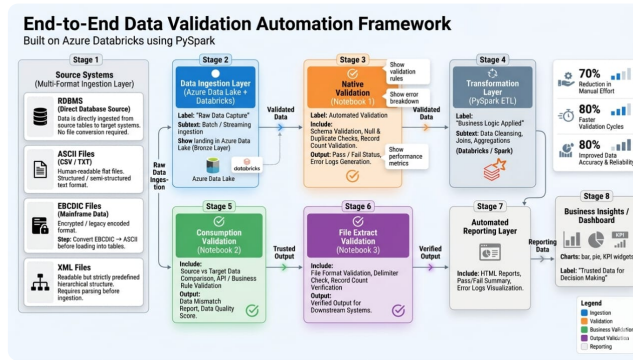 End-to-End Data Validation Automation Framework
Built on Azure Databricks using PySpark
Stage 1
Source Systems
(Multi-Format Ingestion Layer)
RDBMS
(Direct Database Source)
Data is directly ingested from
source tables to target systems.
No file conversion required.
ASCII Files
(CSV / TXT)
Human-readable flat files.
Structured / semi-structured
text format.
EBCDIC Files
(Mainframe Data)
Encrypted / legacy encoded
format.
Step: Convert EBCDIC → ASCII
before loading into tables.
XML Files
Readable but strictly predefined
hierarchical structure.
Requires parsing before
ingestion.
Raw
Data
Inges-
tion
Stage 2
Data Ingestion Layer
(Azure Data Lake +
Databricks)
Label: "Raw Data Capture"
Subtext: Batch / Streaming
ingestion
Show landing in Azure Data
Lake (Bronze Layer)
databricks
Azure Data Lake
Validated
Data
Stage 3
Native
Validation
(Notebook 1)
Label: Automated Validation
Include:
Schema Validation, Null &
Duplicate Checks, Record
Count Validation.
Output: Pass / Fail Status,
Error Logs Generation.
Show
validation
rules
Show error
breakdown
Show
performance
metrics
Validated
Data
Stage 4
Transformation
Layer
(PySpark ETL)
Label: "Business Logic Applied"
Subtext: Data Cleansing,
Joins, Aggregations
(Databricks / Spark)
70%
Reduction in
Manual Effort
80%
Faster
Validation Cycles
80%
Improved Data
Accuracy & Reliability
Stage 5
Consumption
Validation
(Notebook 2)
Include:
Source vs Target Data
Comparison, API / Business
Rule Validation
Output:
Data Mismatch
Report, Data Quality
Score.
Trusted
Output
Stage 6
File Extract
Validation
(Notebook 3)
Include:
File Format Validation, Delimiter
Check, Record Count
Verification
Output:
Verified Output for
Downstream Systems.
Verified
Output
Stage 7
Automated
Reporting Layer
Include: HTML Reports,
Pass/Fail Summary,
Error Logs Visualization.
Reporting
Data
Stage 8
Business Insights /
Dashboard
KPI
Charts: bar, pie, KPI widgets
Label: "Trusted Data for
Decision Making"
Legend
Ingestion
Validation
Business Validation
Output Validation
Reporting